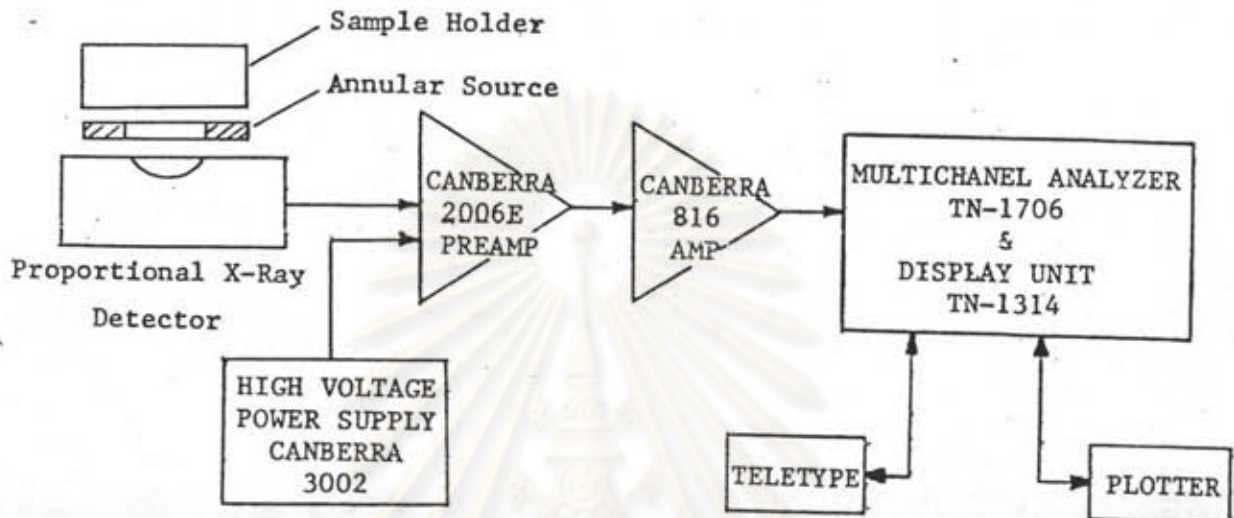 Sample Holder
Annular Source
Proportional X-Ray
Detector
CANBERRA
2006E
PREAMP
CANBERRA
816
AMP
MULTICHANEL ANALYZER
TN-1706
&
DISPLAY UNIT
TN-1314
HIGH VOLTAGE
POWER SUPPLY
CANBERRA
3002
TELETYPE
PLOTTER